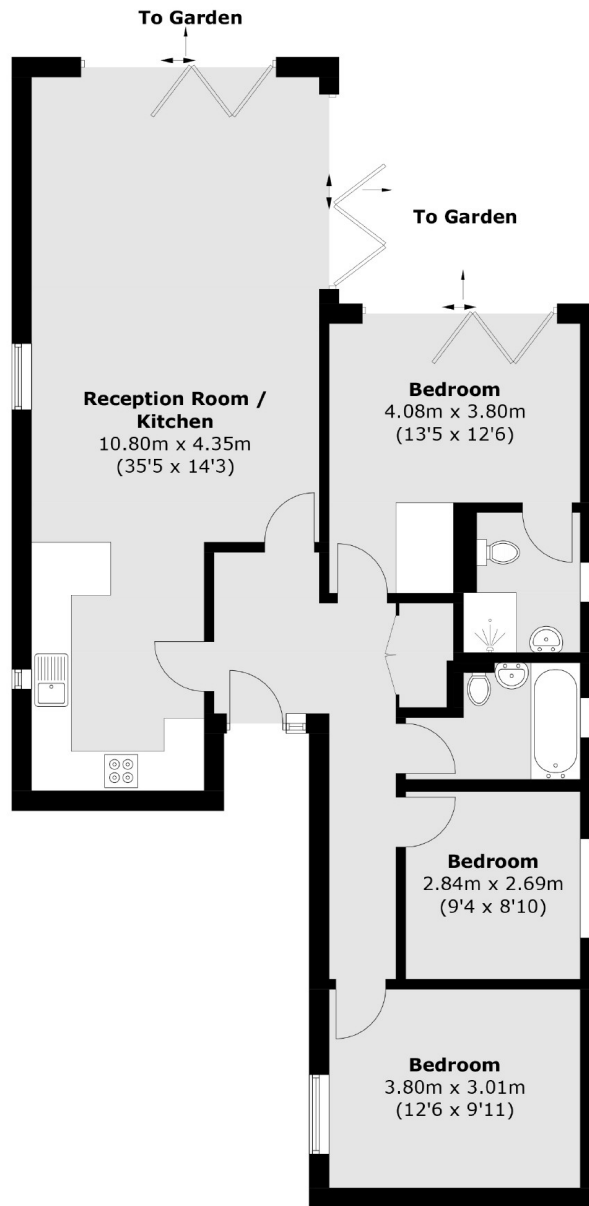 To Garden
To Garden
Reception Room /
Kitchen
10.80m x 4.35m
(35'5 x 14'3)
Bedroom
4.08m x 3.80m
(13'5 x 12'6)
Bedroom
2.84m x 2.69m
(9'4 x 8'10)
Bedroom
3.80m x 3.01m
(12'6 x 9'11)